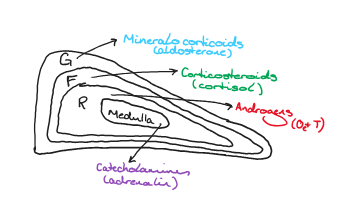 G
Mineralocorticoids
(aldosterone)
F
Corticosteroids
(cortisol)
R
Androgens
(O₂ + T)
Medulla
Catecholamines
(adrenalin)